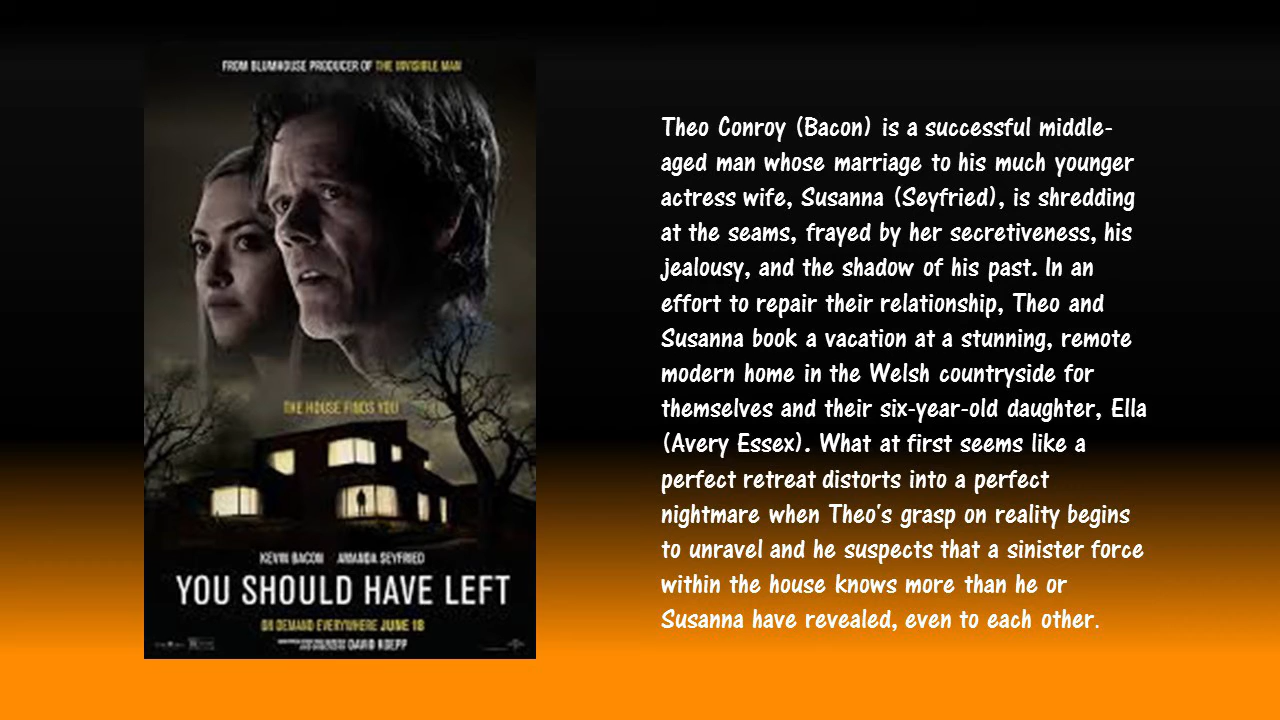 FROM BLUMHOUSE PRODUCER OF THE INVISIBLE MAN
THE HOUSE FINDS YOU
KEVIN BACON AMANDA SEYFRIED
YOU SHOULD HAVE LEFT
ON DEMAND EVERYWHERE JUNE 18
DAVID KOEPP
Theo Conroy (Bacon) is a successful middle-
aged man whose marriage to his much younger
actress wife, Susanna (Seyfried), is shredding
at the seams, frayed by her secretiveness, his
jealousy, and the shadow of his past. In an
effort to repair their relationship, Theo and
Susanna book a vacation at a stunning, remote
modern home in the Welsh countryside for
themselves and their six-year-old daughter, Ella
(Avery Essex). What at first seems like a
perfect retreat distorts into a perfect
nightmare when Theo's grasp on reality begins
to unravel and he suspects that a sinister force
within the house knows more than he or
Susanna have revealed, even to each other.